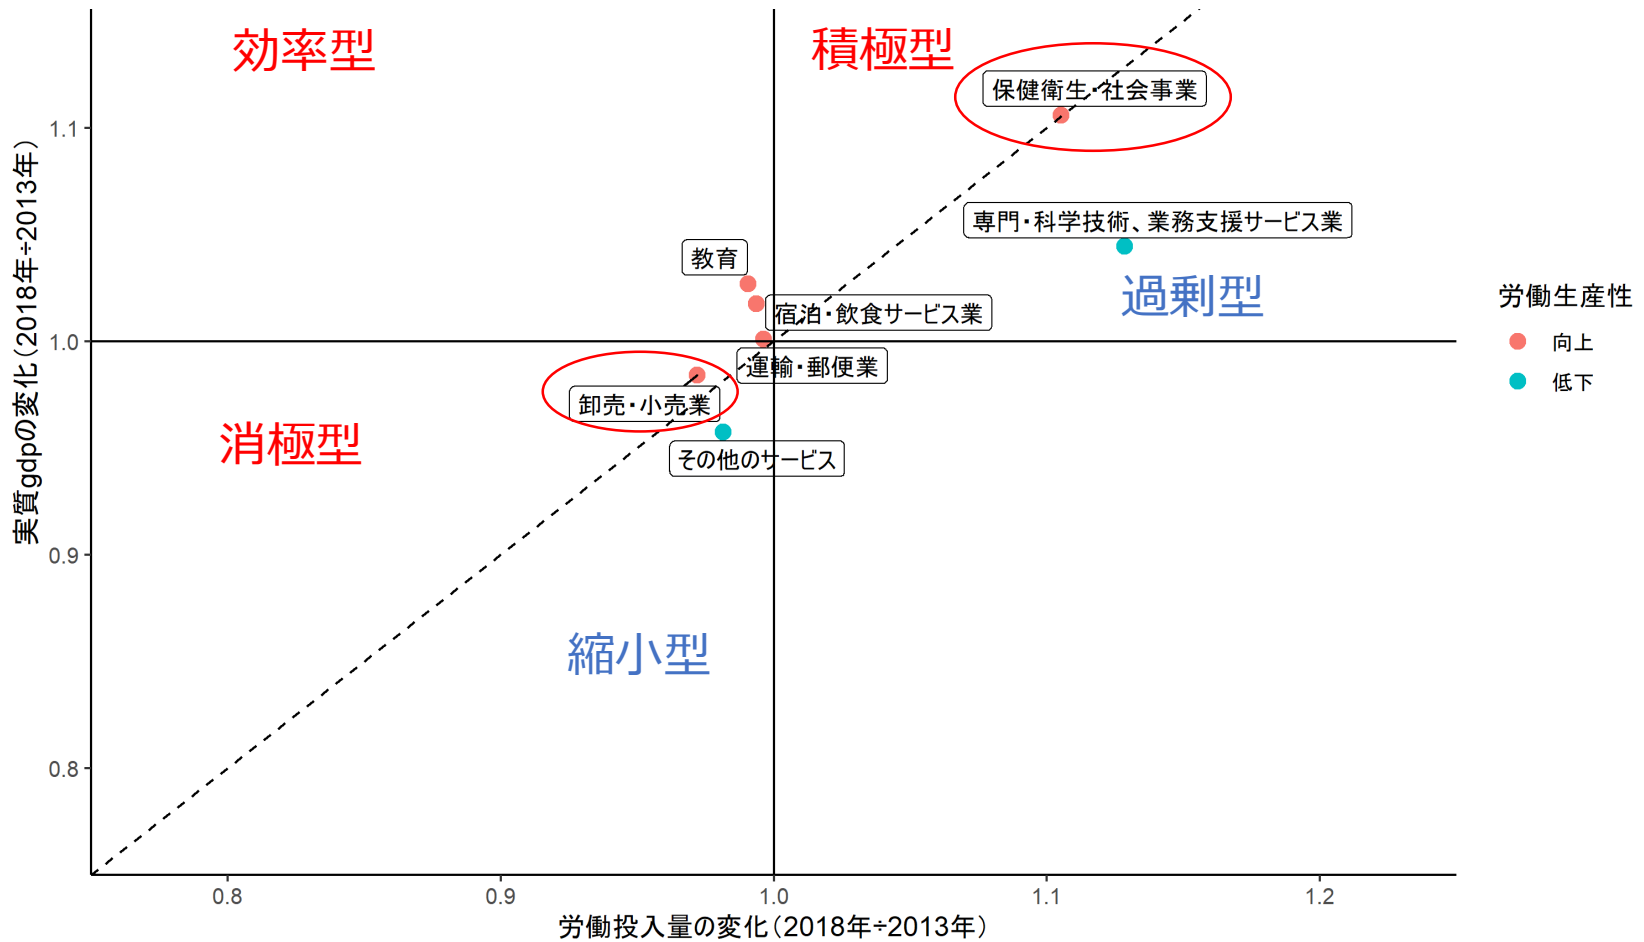 効率型
積極型
保健衛生・社会事業
専門・科学技術、業務支援サービス業
教育
過剰型
宿泊・飲食サービス業
運輸・郵便業
卸売・小売業
消極型
その他のサービス
縮小型
実質gdpの変化（2018年÷2013年）
1.1
1.0
0.9
0.8
0.8
0.9
1.0
1.1
1.2
労働投入量の変化（2018年÷2013年）
労働生産性
向上
低下